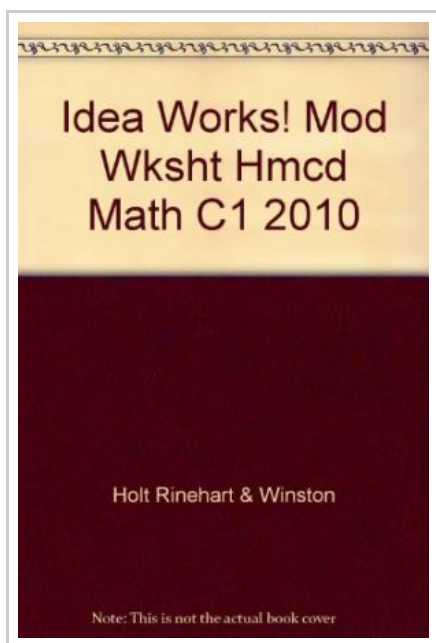 Idea Works! Mod
Wksht Hmcd
Math C1 2010
Holt Rinehart & Winston
Note: This is not the actual book cover